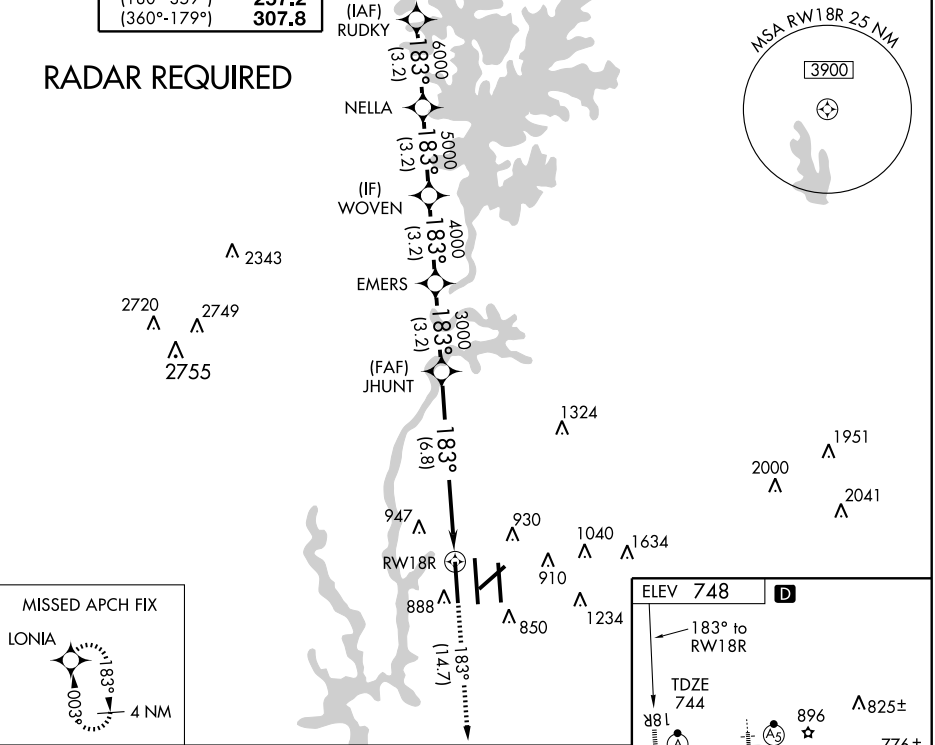 (180°-359°) 257.2
(360°-179°) 307.8
RADAR REQUIRED
(IAF)
RUDKY
6000
183°
(3.2)
NELLA
5000
183°
(3.2)
(IF)
WOVEN
4000
183°
(3.2)
EMERS
3000
183°
(3.2)
(FAF)
JHUNT
183°
(6.8)
RW18R
183°
(14.7)
MSA RW18R 25 NM
3900
2343
2720
2749
2755
1324
1951
2000
2041
947
930
1040
1634
910
888
850
1234
MISSED APCH FIX
LONIA
183°
003°
4 NM
ELEV 748 D
183° to
RW18R
TDZE
744
18R
A
A5
896
825±
776±